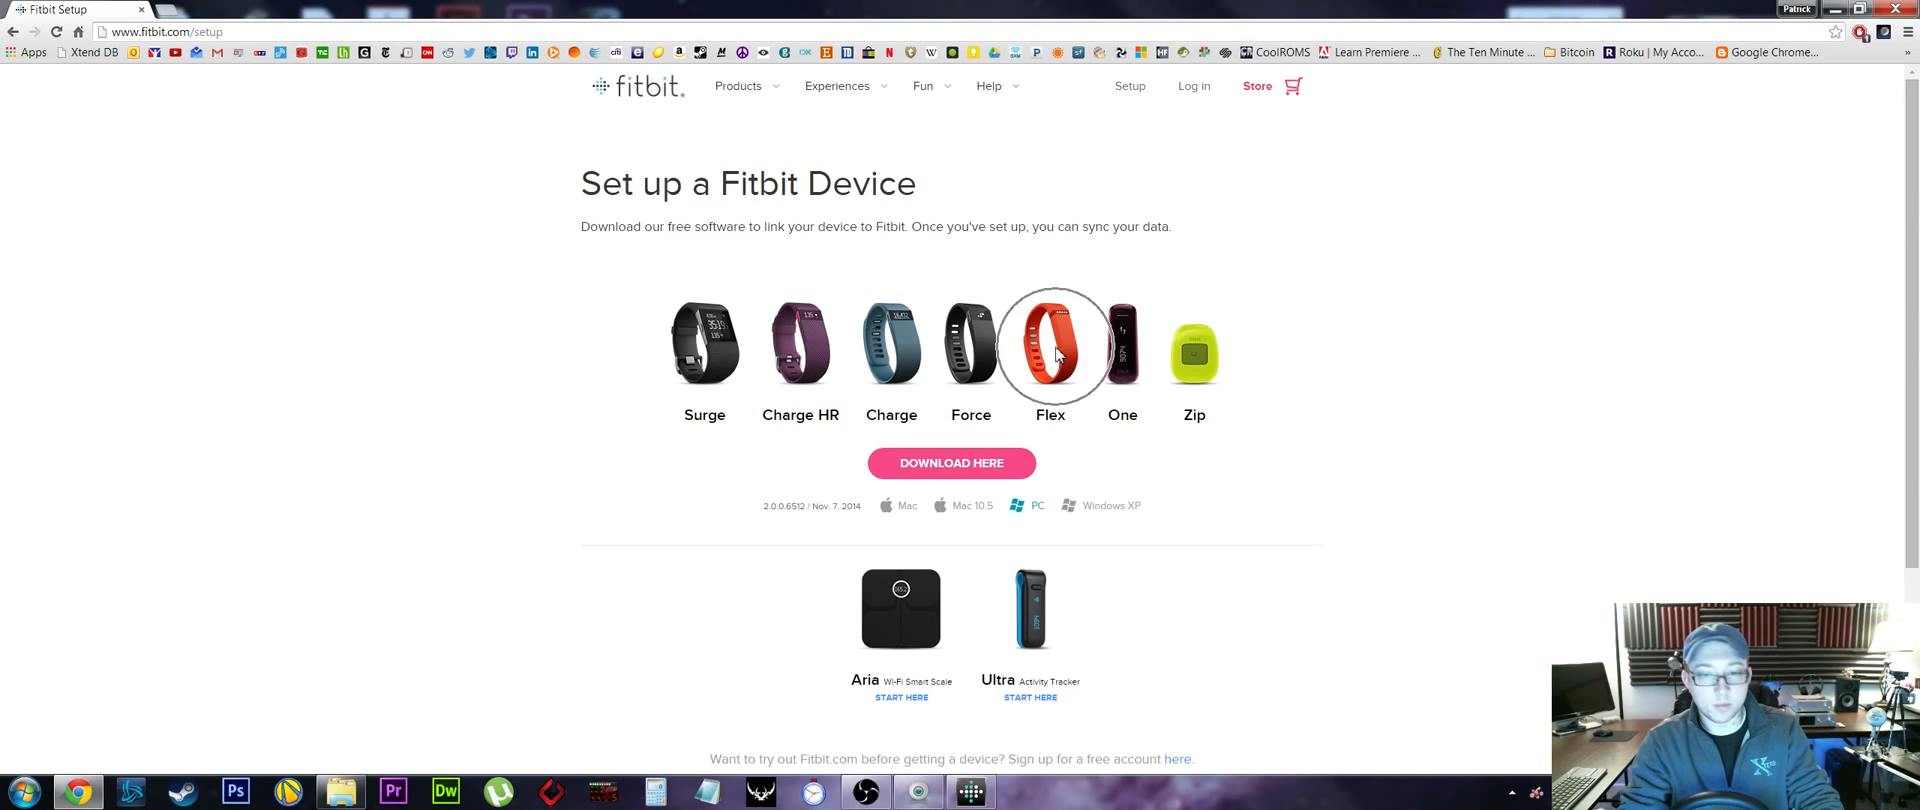 Fitbit Setup
Patrick
www.fitbit.com/setup
Apps
Xtend DB
CoolROMS
Learn Premiere ...
The Ten Minute ...
Bitcoin
Roku | My Acco...
Google Chrome...
fitbit.
Products
Experiences
Fun
Help
Setup
Log in
Store
Set up a Fitbit Device
Download our free software to link your device to Fitbit. Once you've set up, you can sync your data.
Surge
Charge HR
Charge
Force
Flex
One
Zip
DOWNLOAD HERE
2.0.0.6512 / Nov. 7, 2014
Mac
Mac 10.5
PC
Windows XP
Aria Wi-Fi Smart Scale
START HERE
Ultra Activity Tracker
START HERE
Want to try out Fitbit.com before getting a device? Sign up for a free account here.
Ps
Pr
Dw